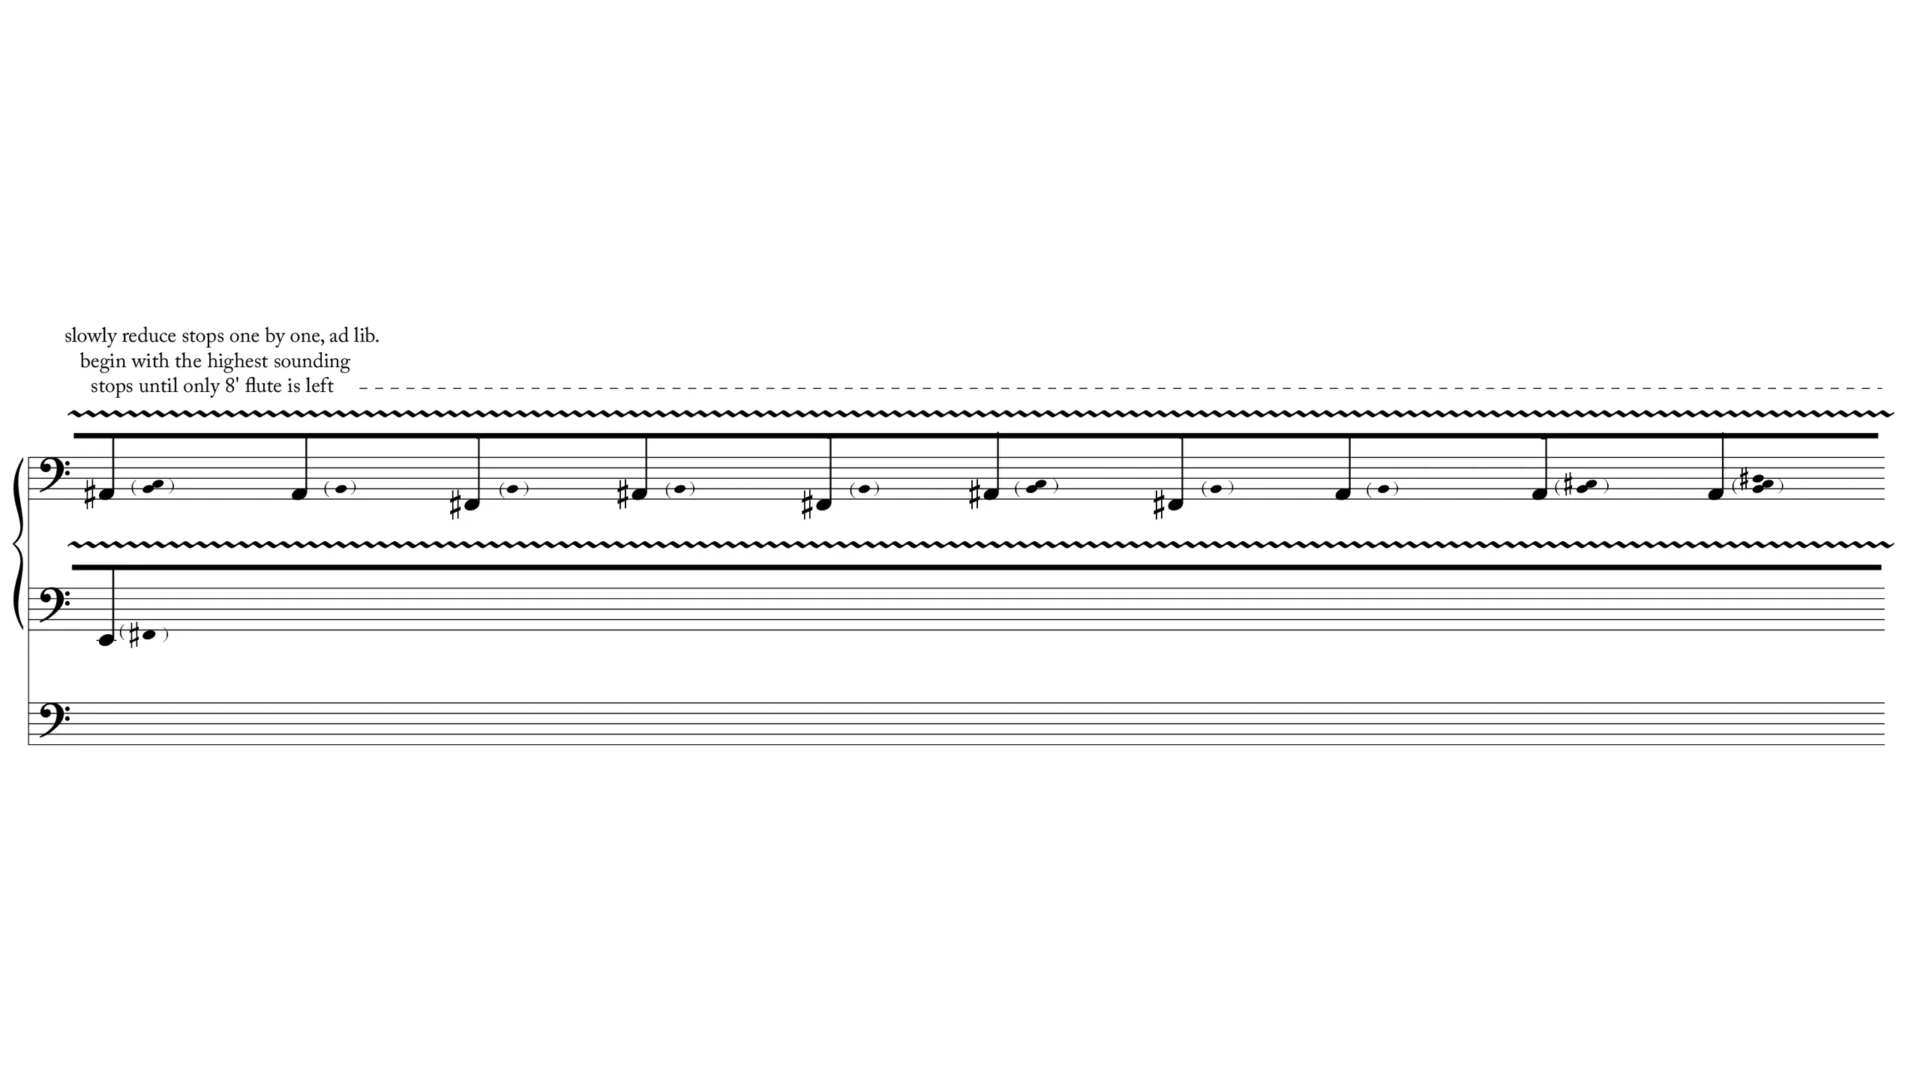 slowly reduce stops one by one, ad lib.
begin with the highest sounding
stops until only 8' flute is left